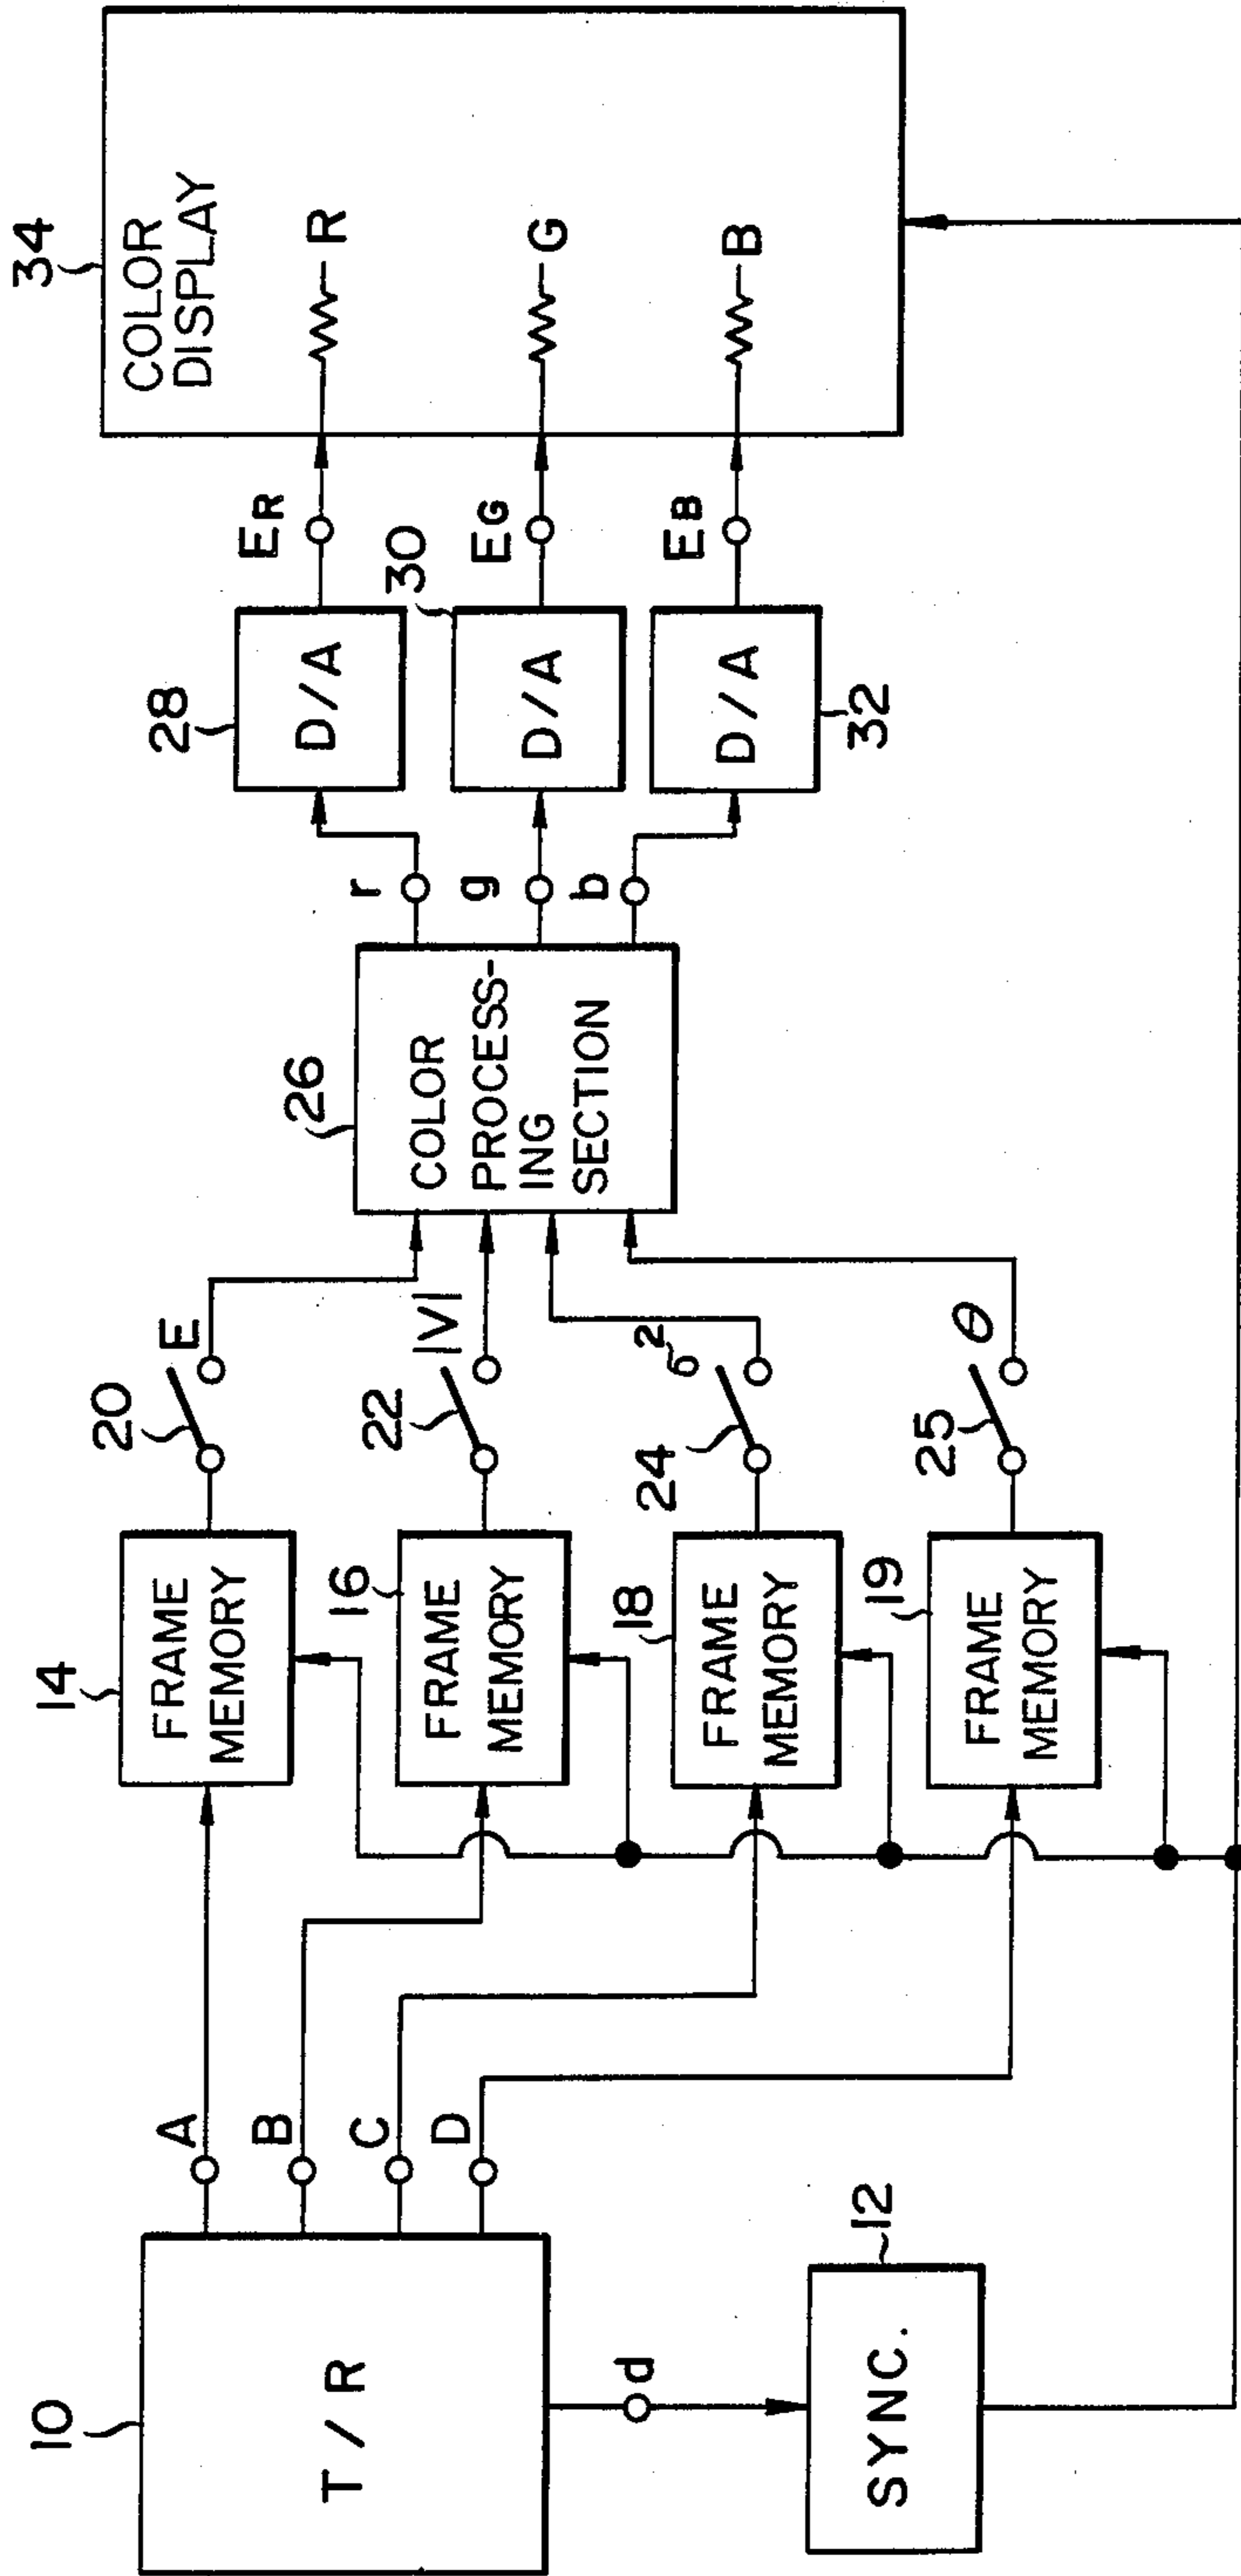 10
T / R
A
B
C
D
d
12
SYNC.
14
FRAME
MEMORY
16
FRAME
MEMORY
18
FRAME
MEMORY
19
FRAME
MEMORY
20
E
22
|V|
24
σ²
25
θ
26
COLOR
PROCESS-
ING
SECTION
r
g
b
28
D/A
30
D/A
32
D/A
ER
EG
EB
34
COLOR
DISPLAY
R
G
B